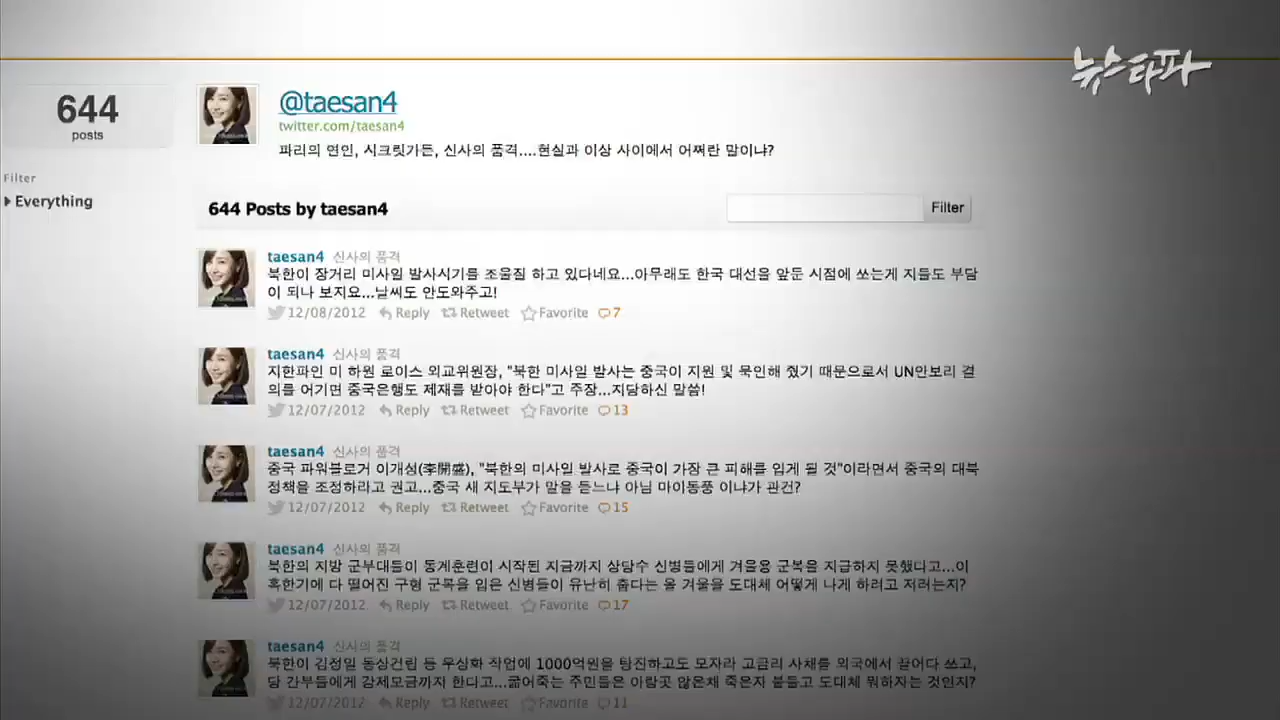 뉴스타파
644
posts
@taesan4
twitter.com/taesan4
파리의 연인, 시크릿가든, 신사의 품격....현실과 이상 사이에서 어쩌란 말이냐?
Filter
Everything
644 Posts by taesan4
Filter
taesan4 신사의 품격
북한이 장거리 미사일 발사시기를 조울질 하고 있다네요...아무래도 한국 대선을 앞둔 시점에 쏘는게 지들도 부담
이 되나 보지요...날씨도 안도와주고!
12/08/2012 Reply Retweet Favorite 7
taesan4 신사의 품격
지한파인 미 하원 로이스 외교위원장, "북한 미사일 발사는 중국이 지원 및 묵인해 줬기 때문으로서 UN안보리 결
의를 어기면 중국은행도 제재를 받아야 한다"고 주장...지당하신 말씀!
12/07/2012 Reply Retweet Favorite 13
taesan4 신사의 품격
중국 파워블로거 이개성(李開盛), "북한의 미사일 발사로 중국이 가장 큰 피해를 입게 될 것"이라면서 중국의 대북
정책을 조정하라고 권고...중국 새 지도부가 말을 듣느냐 아님 마이동풍 이냐가 관건?
12/07/2012 Reply Retweet Favorite 15
taesan4 신사의 품격
북한의 지방 군부대들이 동계훈련이 시작된 지금까지 상당수 신병들에게 겨울용 군복을 지급하지 못했다고...이
혹한기에 다 떨어진 구형 군복을 입은 신병들이 유난히 춥다는 올 겨울을 도대체 어떻게 나게 하려고 저러는지?
12/07/2012 Reply Retweet Favorite 17
taesan4 신사의 품격
북한이 김정일 동상건립 등 우상화 작업에 1000억원을 탕진하고도 모자라 고금리 사채를 외국에서 끌어다 쓰고,
당 간부들에게 강제모금까지 한다고...굶어죽는 주민들은 아랑곳 않은채 죽은자 붙들고 도대체 뭐하자는 것인지?
12/07/2012 Reply Retweet Favorite 11